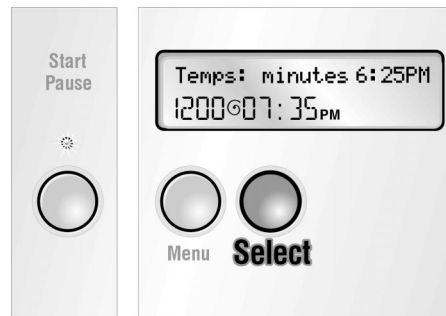 Start
Pause
Temps: minutes 6:25PM
1200 07:35PM
Menu
Select